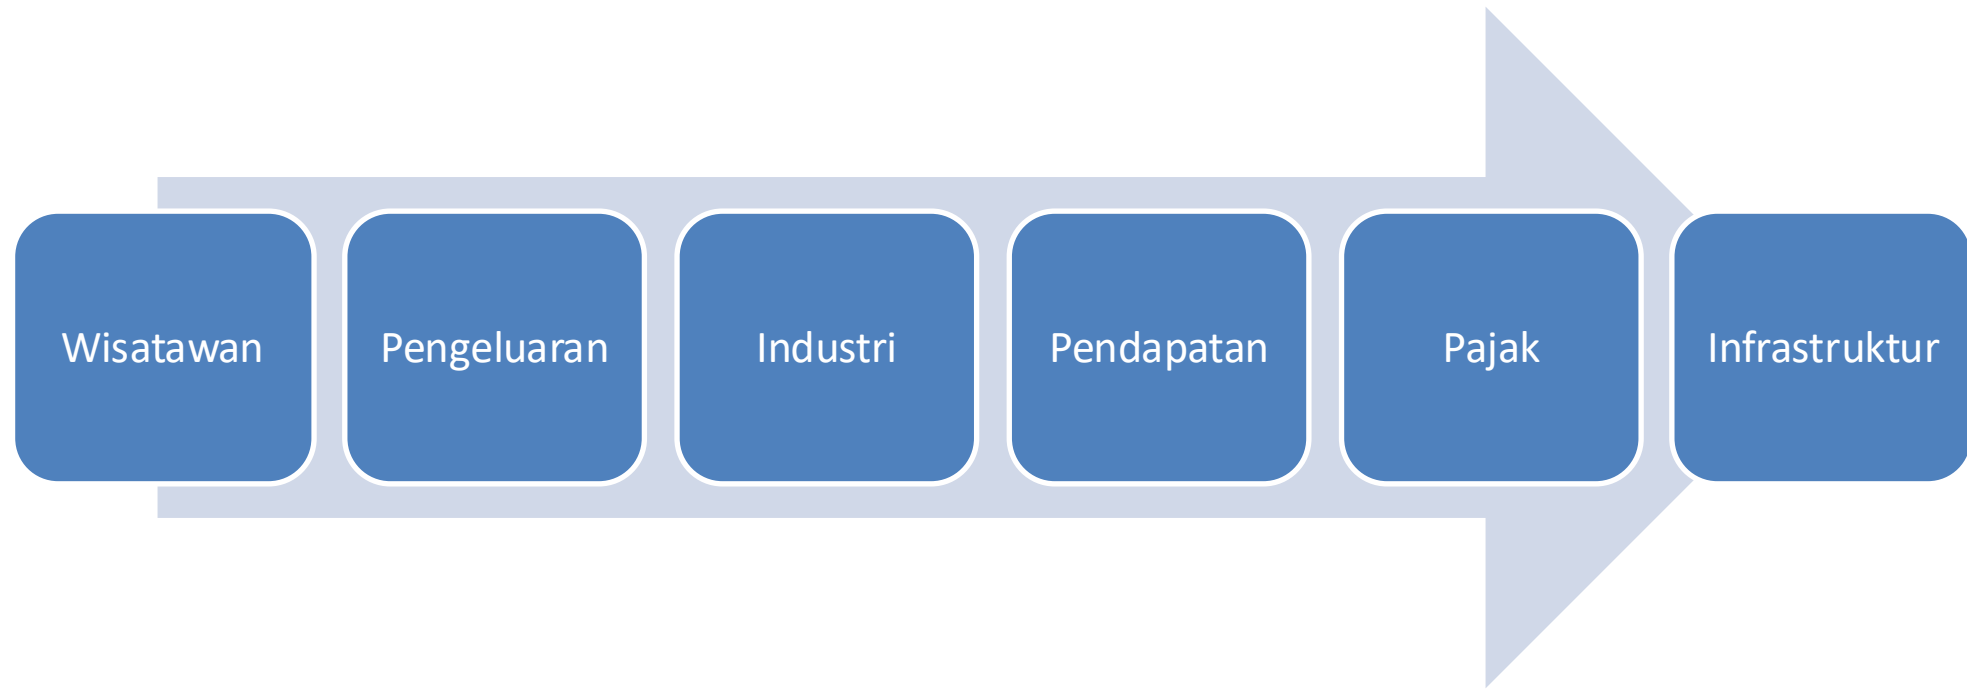 Wisatawan
Pengeluaran
Industri
Pendapatan
Pajak
Infrastruktur